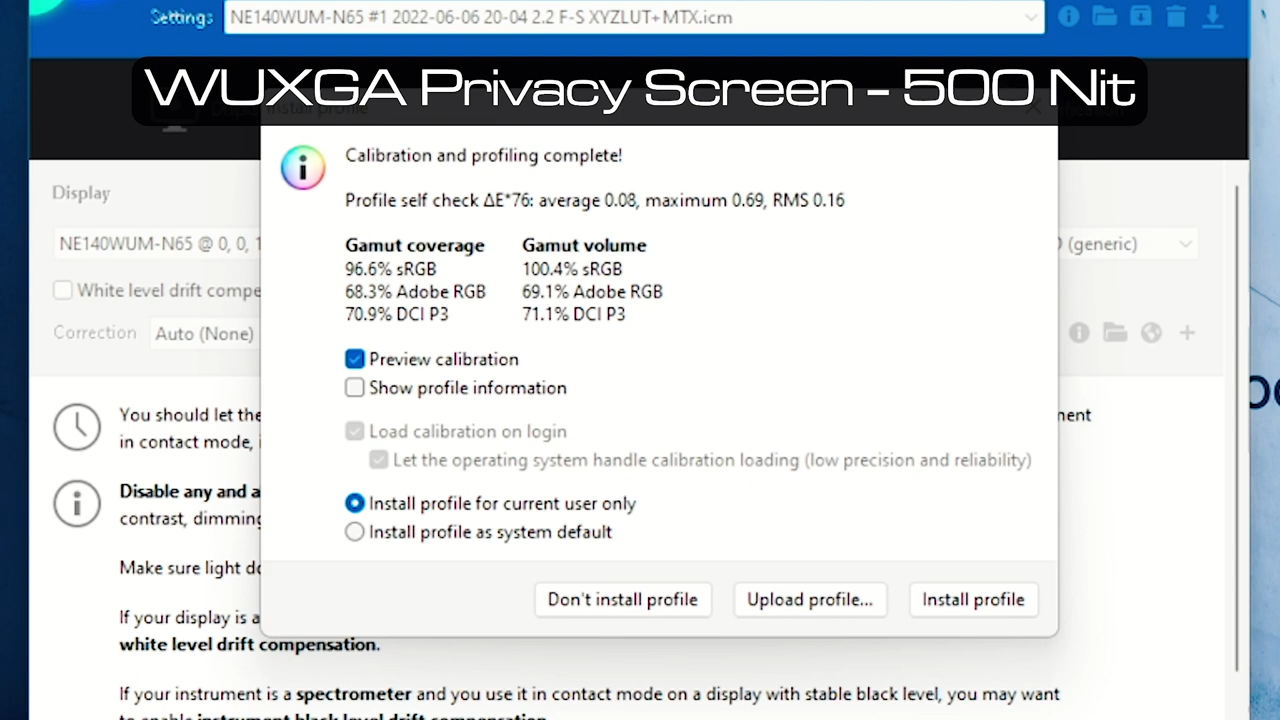 Settings NE140WUM-N65 #1 2022-06-06 20-04 2.2 F-S XYZLUT+MTX.icm
WUXGA Privacy Screen - 500 Nit
Calibration and profiling complete!
Profile self check ΔE*76: average 0.08, maximum 0.69, RMS 0.16
Gamut coverage Gamut volume
96.6% sRGB 100.4% sRGB
68.3% Adobe RGB 69.1% Adobe RGB
70.9% DCI P3 71.1% DCI P3
Preview calibration
Show profile information
Load calibration on login
Let the operating system handle calibration loading (low precision and reliability)
Install profile for current user only
Install profile as system default
Don't install profile Upload profile... Install profile
Display
NE140WUM-N65 @ 0, 0, (generic)
White level drift
Correction Auto (None)
You should let the
in contact mode,
Disable any and
contrast, dimming
Make sure light
If your display is a
white level drift compensation.
If your instrument is a spectrometer and you use it in contact mode on a display with stable black level, you may want
to enable instrument black level drift compensation.